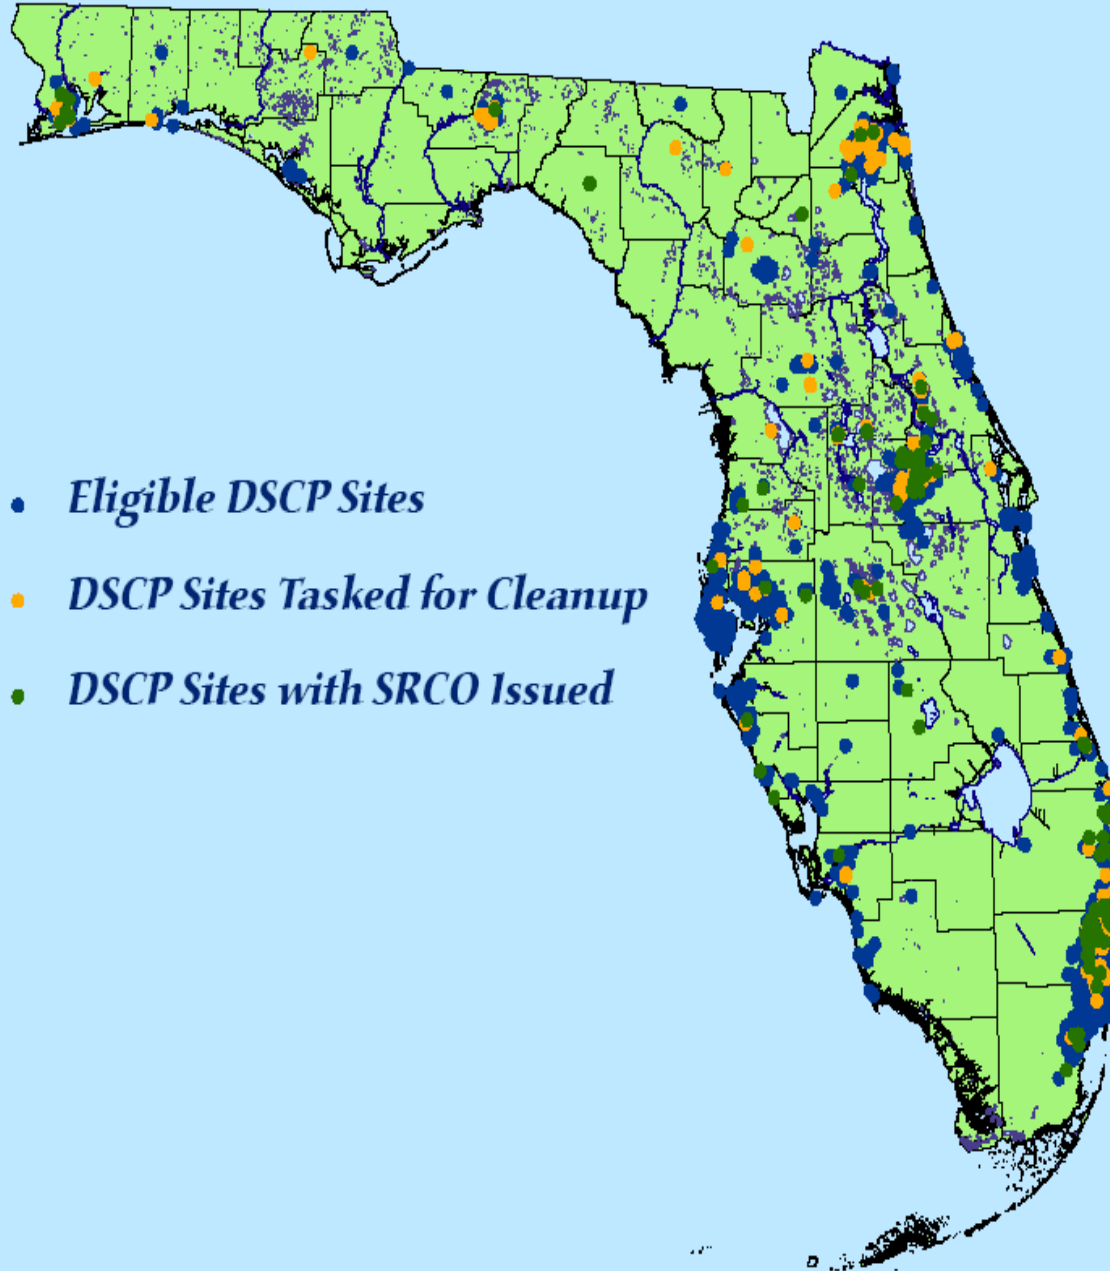 Eligible DSCP Sites
DSCP Sites Tasked for Cleanup
DSCP Sites with SRCO Issued